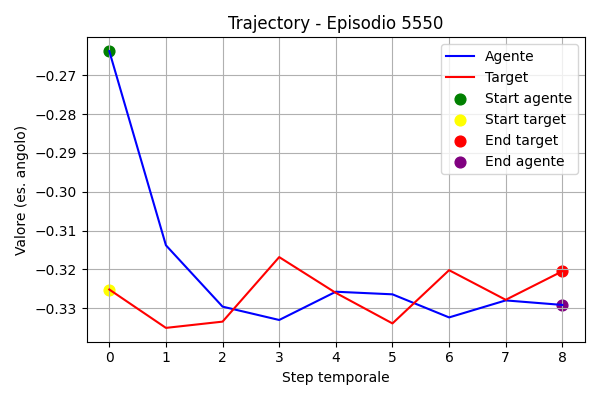 Trajectory - Episodio 5550
Agente
Target
Start agente
Start target
End target
End agente
Valore (es. angolo)
−0.27
−0.28
−0.29
−0.30
−0.31
−0.32
−0.33
0 1 2 3 4 5 6 7 8
Step temporale